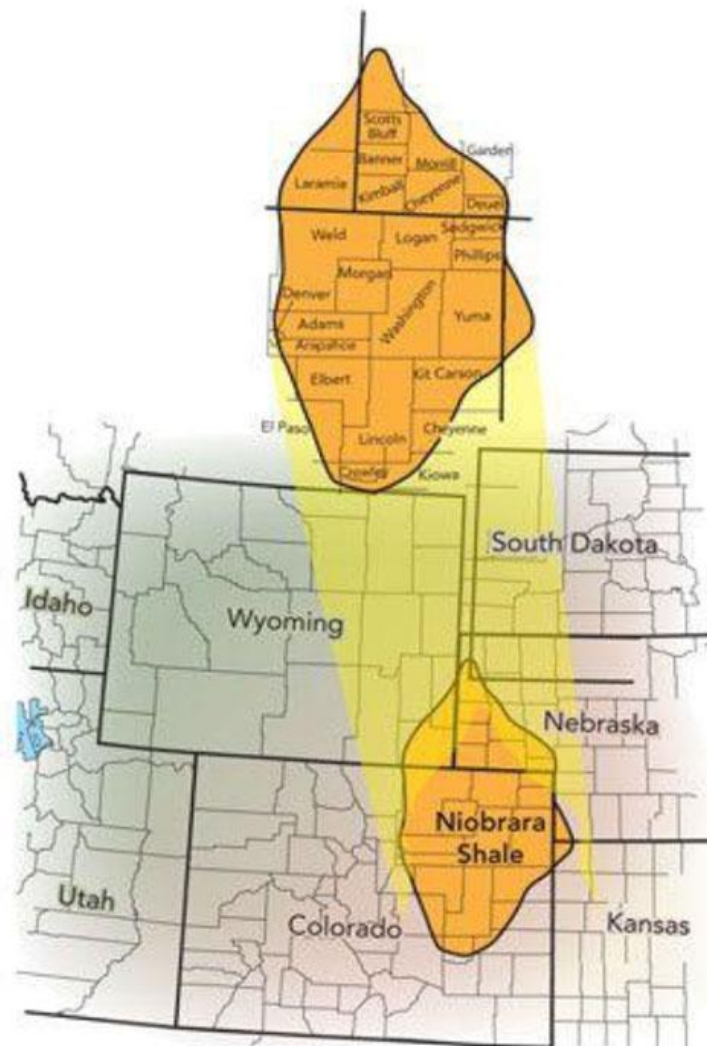 Scotts
Bluff
Garden
Banner
Morrill
Laramie
Kimball
Cheyenne
Deuel
Sedgwick
Weld
Logan
Phillips
Morgan
Denver
Washington
Yuma
Adams
Arapahoe
Elbert
Kit Carson
El Paso
Lincoln
Cheyenne
Crowley
Kiowa
South Dakota
Idaho
Wyoming
Nebraska
Niobrara
Shale
Utah
Colorado
Kansas